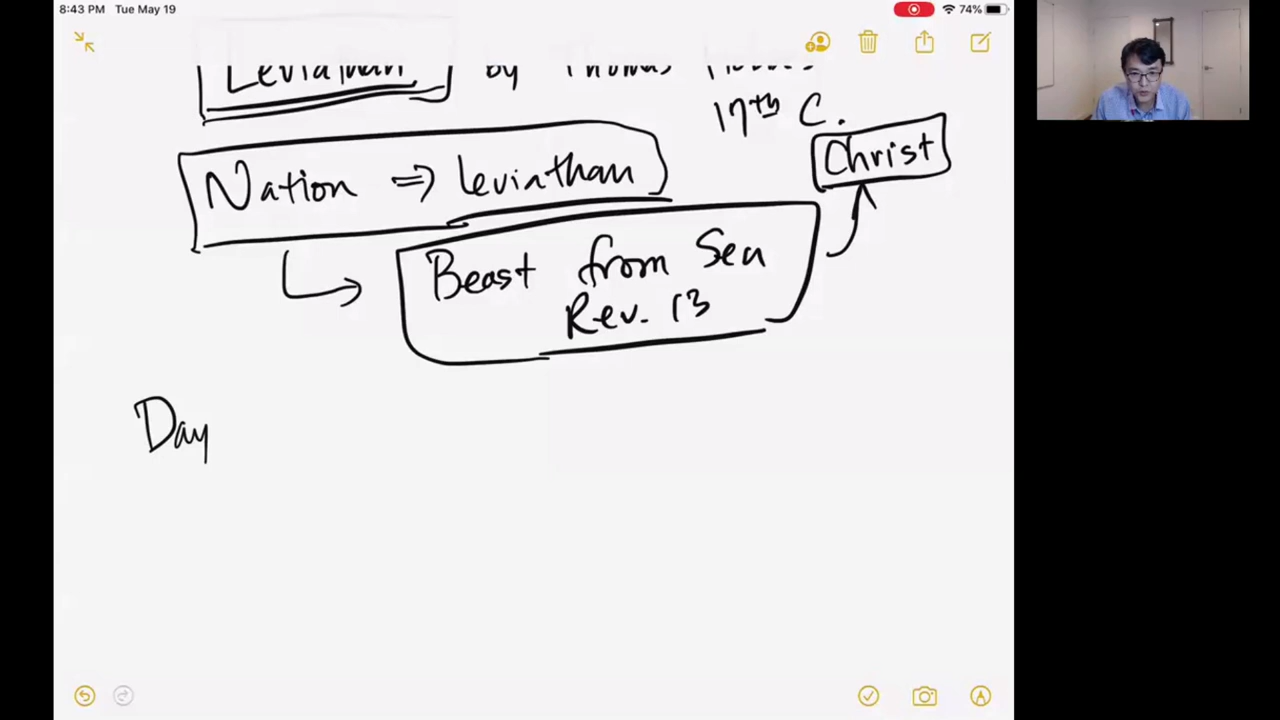 8:43 PM Tue May 19
74%
Leviathan by Thomas
17th C.
Christ
Nation ⇒ Leviathan
Beast from Sea
Rev. 13
Day